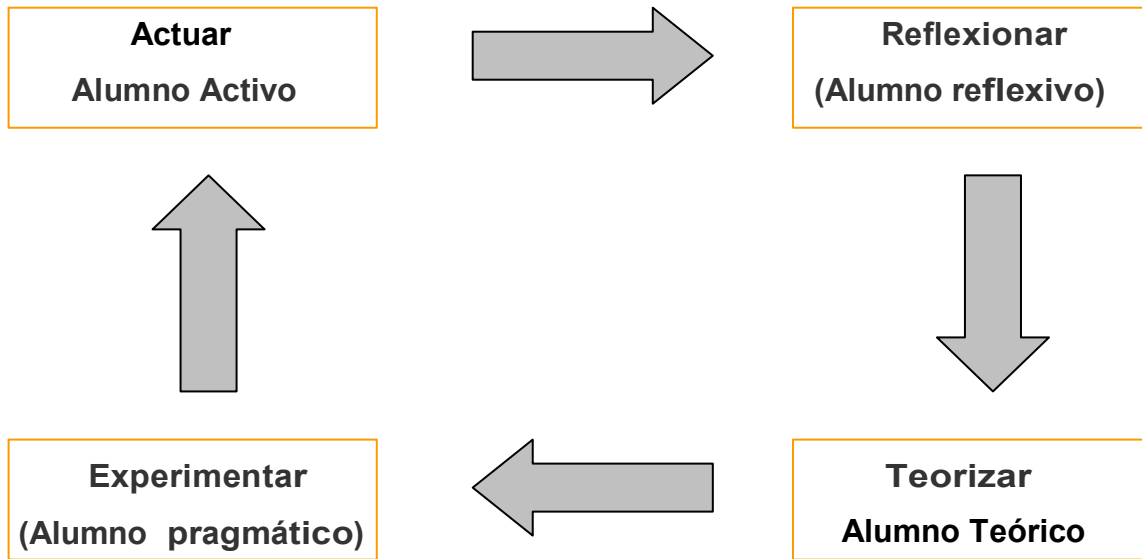 Actuar
Alumno Activo
Reflexionar
(Alumno reflexivo)
Experimentar
(Alumno pragmático)
Teorizar
Alumno Teórico